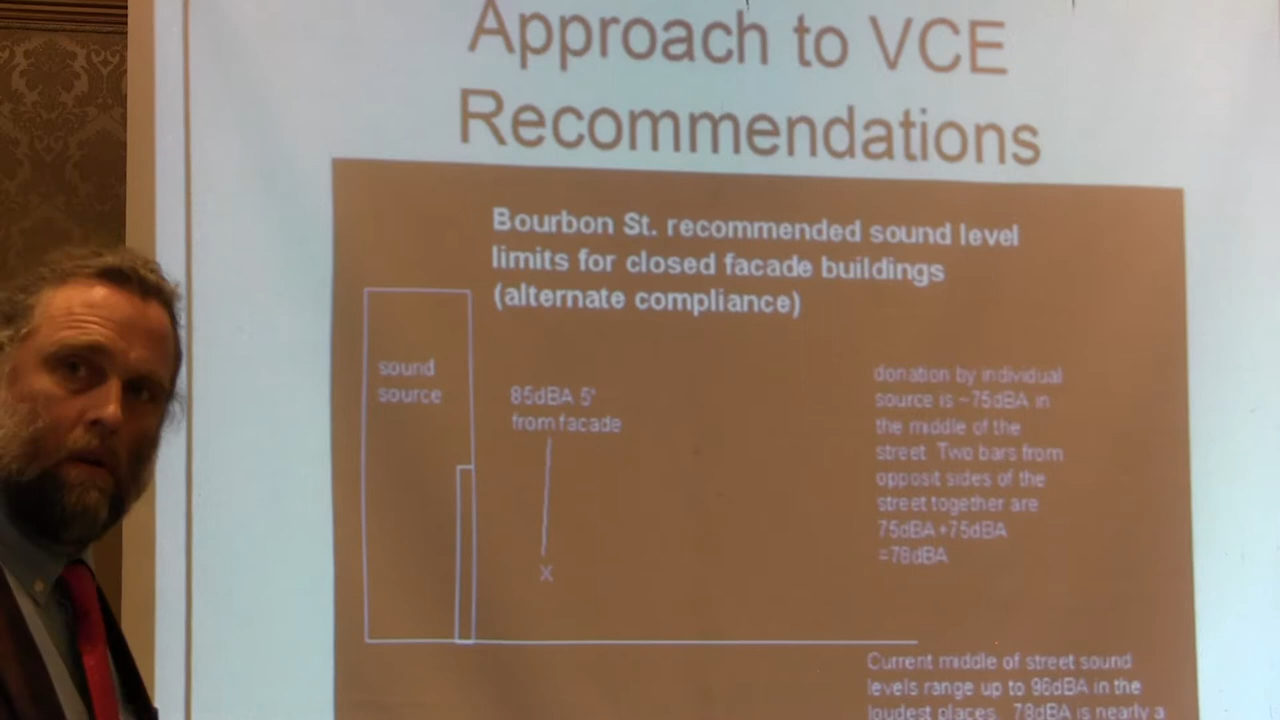 Approach to VCE
Recommendations
Bourbon St. recommended sound level
limits for closed facade buildings
(alternate compliance)
sound
source
85dBA 5'
from facade
X
donation by individual
source is ~75dBA in
the middle of the
street. Two bars from
opposit sides of the
street together are
75dBA+75dBA
=78dBA
Current middle of street sound
levels range up to 96dBA in the
loudest places. 78dBA is nearly a